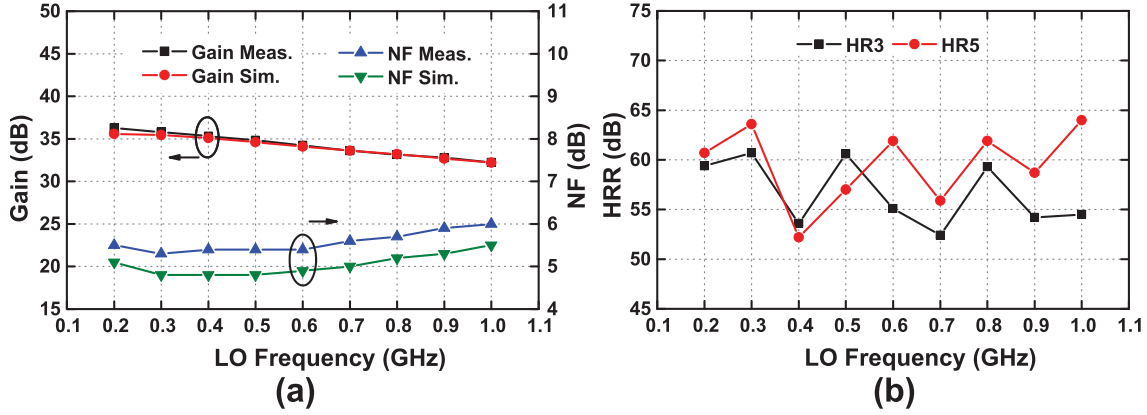 50
45
40
35
30
25
20
15
Gain (dB)
Gain Meas.
Gain Sim.
NF Meas.
NF Sim.
11
10
9
8
7
6
5
4
NF (dB)
0.1 0.2 0.3 0.4 0.5 0.6 0.7 0.8 0.9 1.0 1.1
LO Frequency (GHz)
(a)
75
70
65
60
55
50
45
HRR (dB)
HR3 HR5
0.1 0.2 0.3 0.4 0.5 0.6 0.7 0.8 0.9 1.0 1.1
LO Frequency (GHz)
(b)